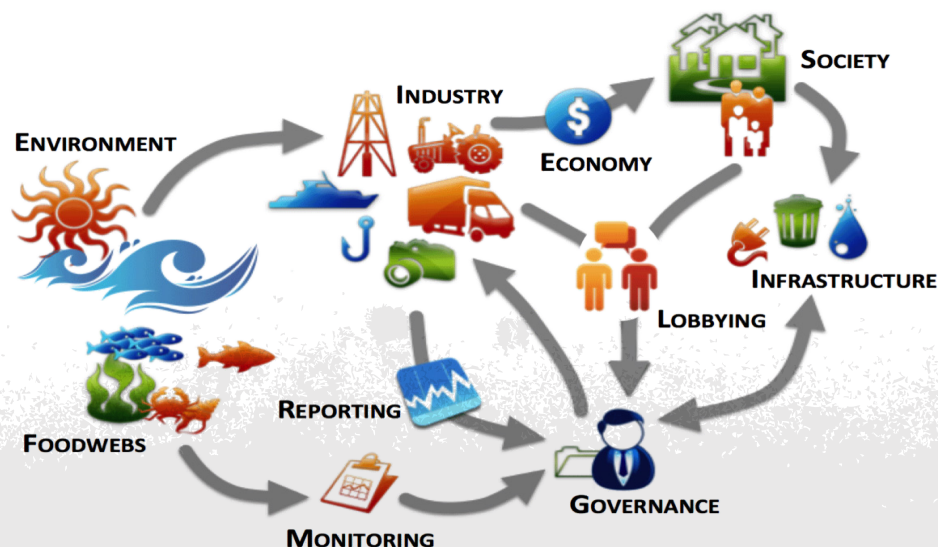 SOCIETY
INDUSTRY
ENVIRONMENT
$
ECONOMY
INFRASTRUCTURE
LOBBYING
REPORTING
FOODWEBS
GOVERNANCE
MONITORING